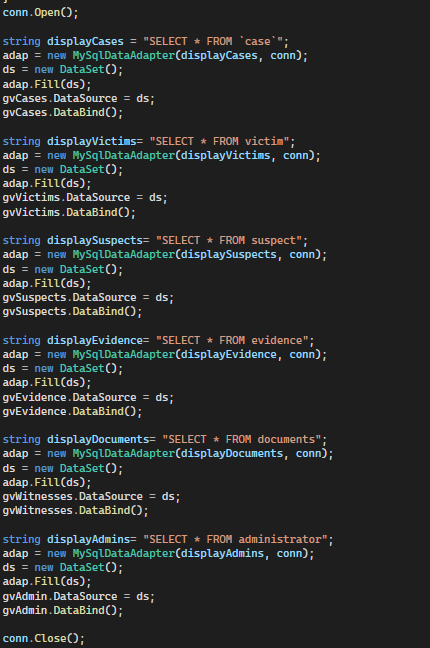 conn.Open();
string displayCases = "SELECT * FROM `case`";
adap = new MySqlDataAdapter(displayCases, conn);
ds = new DataSet();
adap.Fill(ds);
gvCases.DataSource = ds;
gvCases.DataBind();
string displayVictims= "SELECT * FROM victim";
adap = new MySqlDataAdapter(displayVictims, conn);
ds = new DataSet();
adap.Fill(ds);
gvVictims.DataSource = ds;
gvVictims.DataBind();
string displaySuspects= "SELECT * FROM suspect";
adap = new MySqlDataAdapter(displaySuspects, conn);
ds = new DataSet();
adap.Fill(ds);
gvSuspects.DataSource = ds;
gvSuspects.DataBind();
string displayEvidence= "SELECT * FROM evidence";
adap = new MySqlDataAdapter(displayEvidence, conn);
ds = new DataSet();
adap.Fill(ds);
gvEvidence.DataSource = ds;
gvEvidence.DataBind();
string displayDocuments= "SELECT * FROM documents";
adap = new MySqlDataAdapter(displayDocuments, conn);
ds = new DataSet();
adap.Fill(ds);
gvWitnesses.DataSource = ds;
gvWitnesses.DataBind();
string displayAdmins= "SELECT * FROM administrator";
adap = new MySqlDataAdapter(displayAdmins, conn);
ds = new DataSet();
adap.Fill(ds);
gvAdmin.DataSource = ds;
gvAdmin.DataBind();
conn.Close();